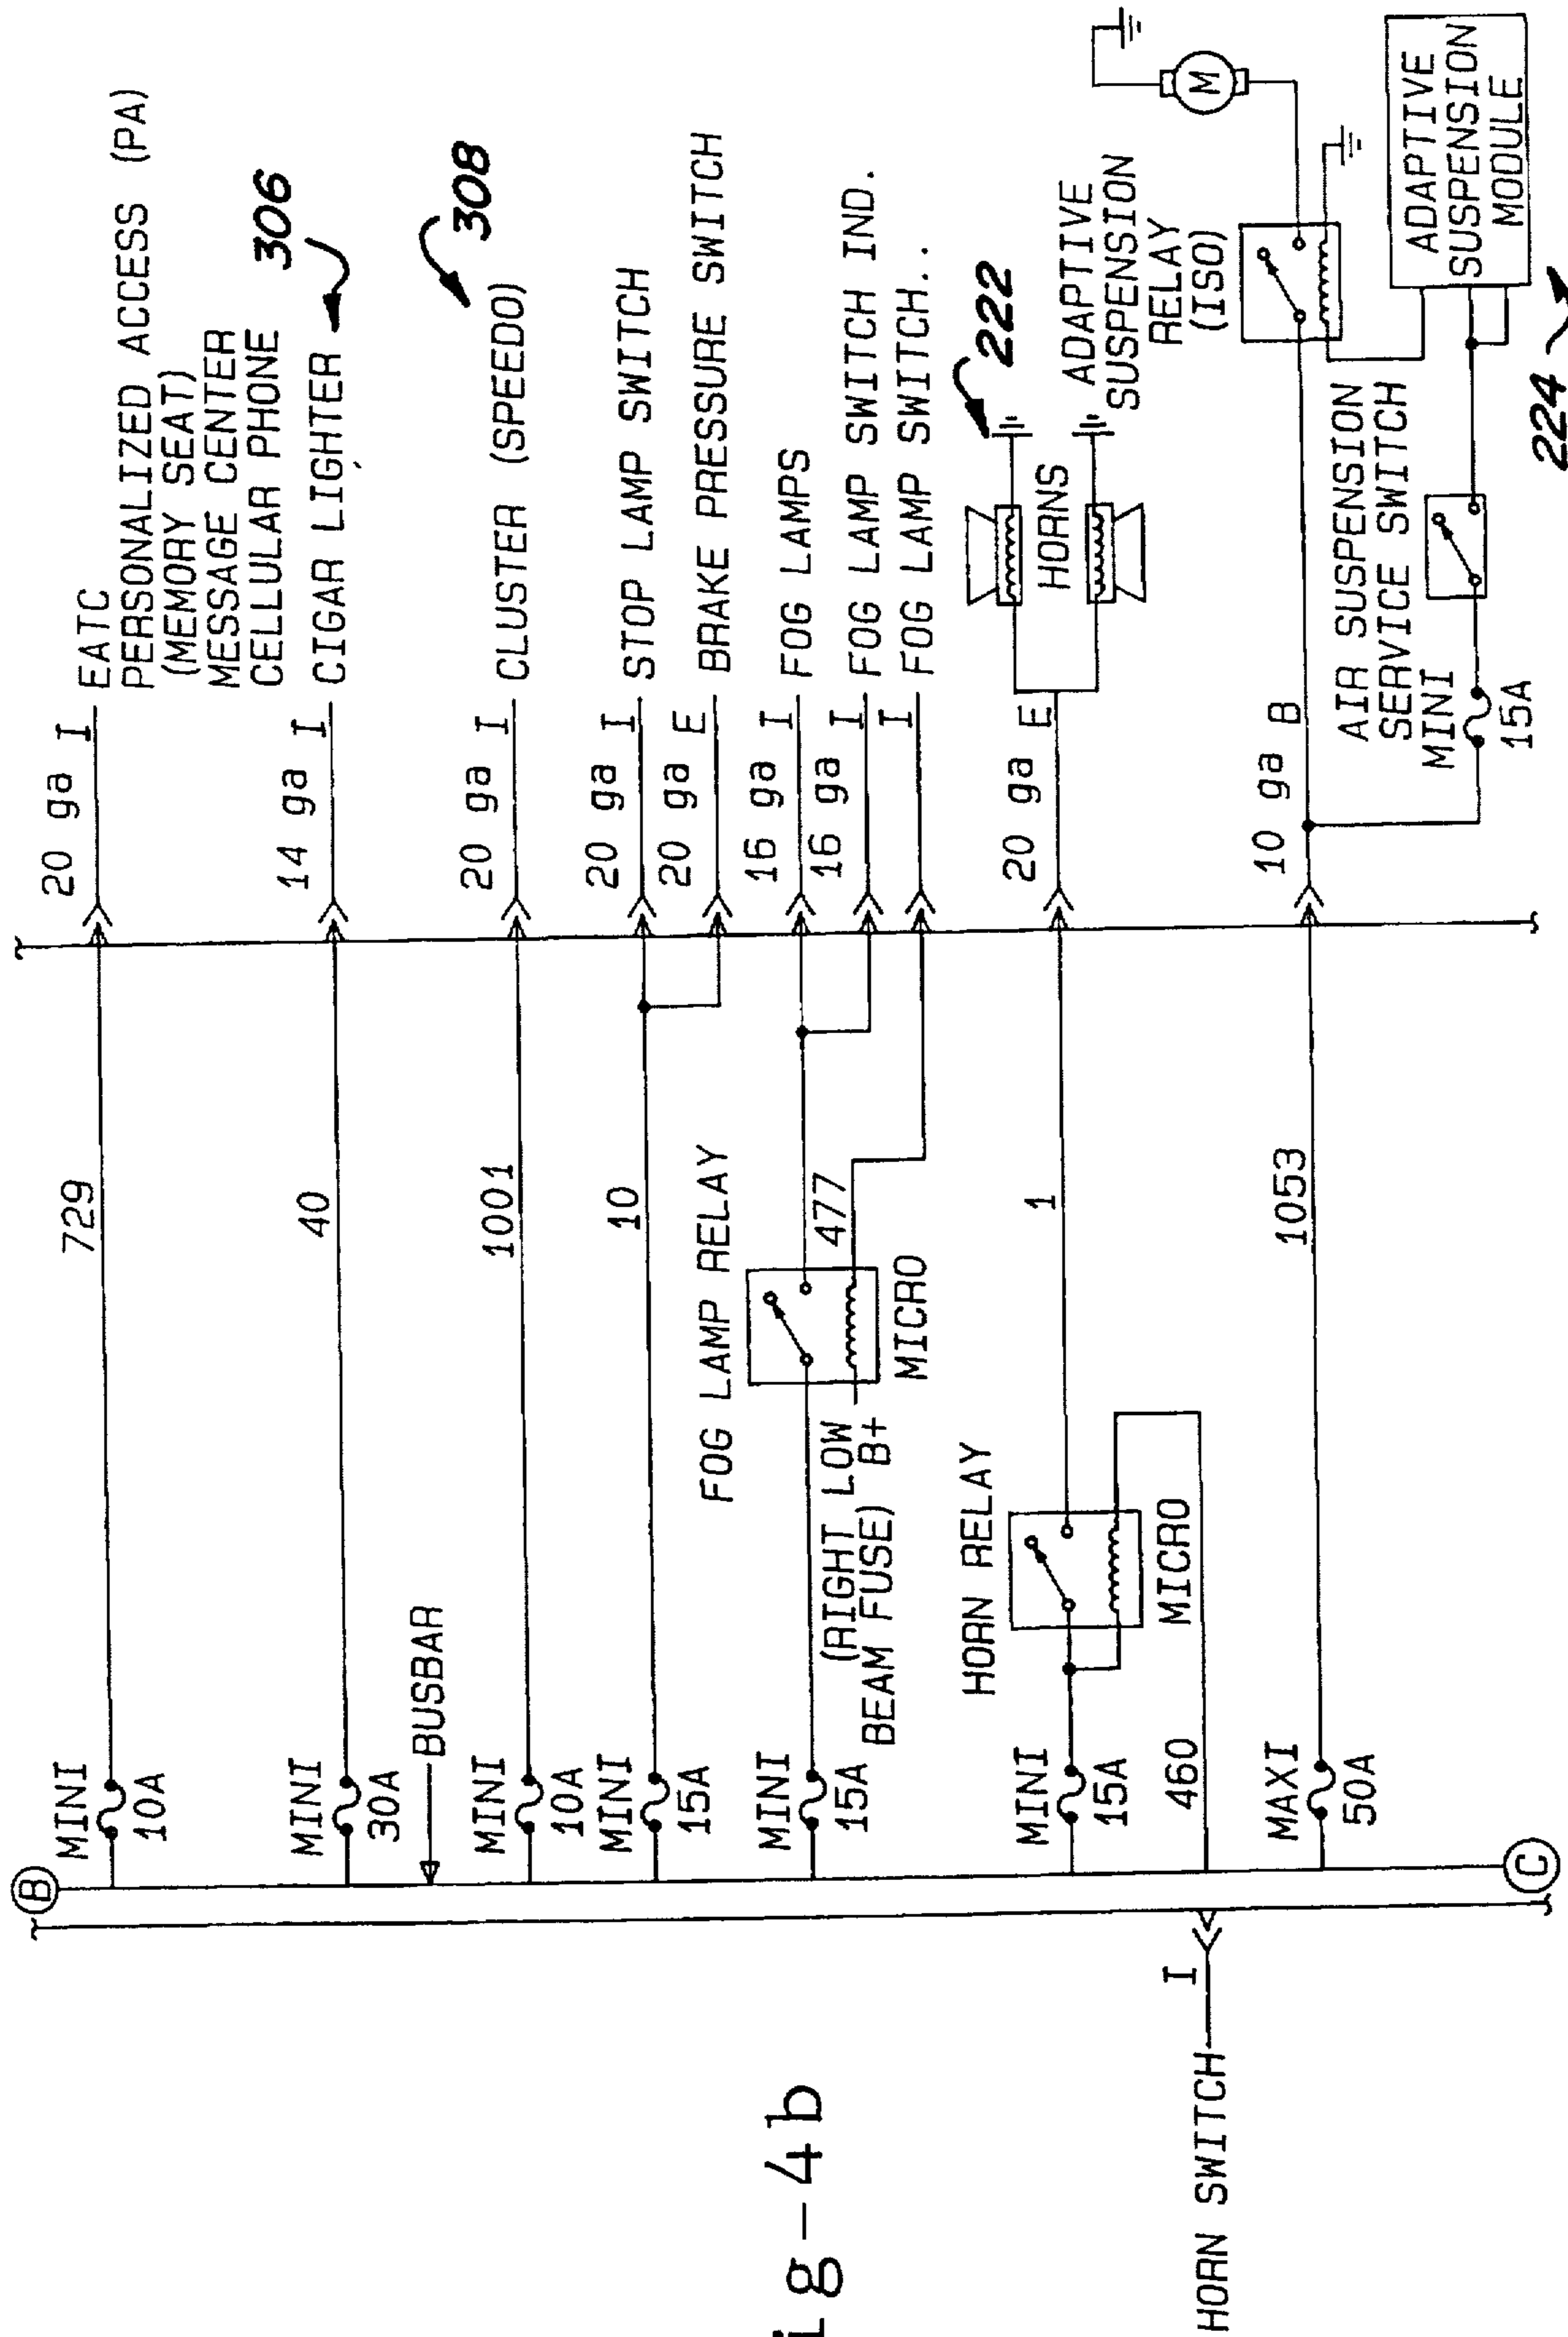 B
MINI
10A
729
20 ga I
EATC
PERSONALIZED ACCESS (PA)
(MEMORY SEAT)
MESSAGE CENTER
CELLULAR PHONE
306
MINI
30A
40
14 ga I
CIGAR LIGHTER
BUSBAR
308
MINI
10A
1001
20 ga I
CLUSTER (SPEEDO)
MINI
15A
10
20 ga I
STOP LAMP SWITCH
20 ga E
BRAKE PRESSURE SWITCH
FOG LAMP RELAY
MINI
15A
16 ga I
FOG LAMPS
(RIGHT LOW
BEAM FUSE) B+
477
MICRO
16 ga I
FOG LAMP SWITCH IND.
I
FOG LAMP SWITCH..
222
HORN RELAY
MINI
15A
1
20 ga E
HORNS
MICRO
460
I
HORN SWITCH
ADAPTIVE
SUSPENSION
RELAY
(ISO)
M
MAXI
50A
1053
10 ga B
AIR SUSPENSION
SERVICE SWITCH
MINI
15A
ADAPTIVE
SUSPENSION
MODULE
224
C
ig-4b